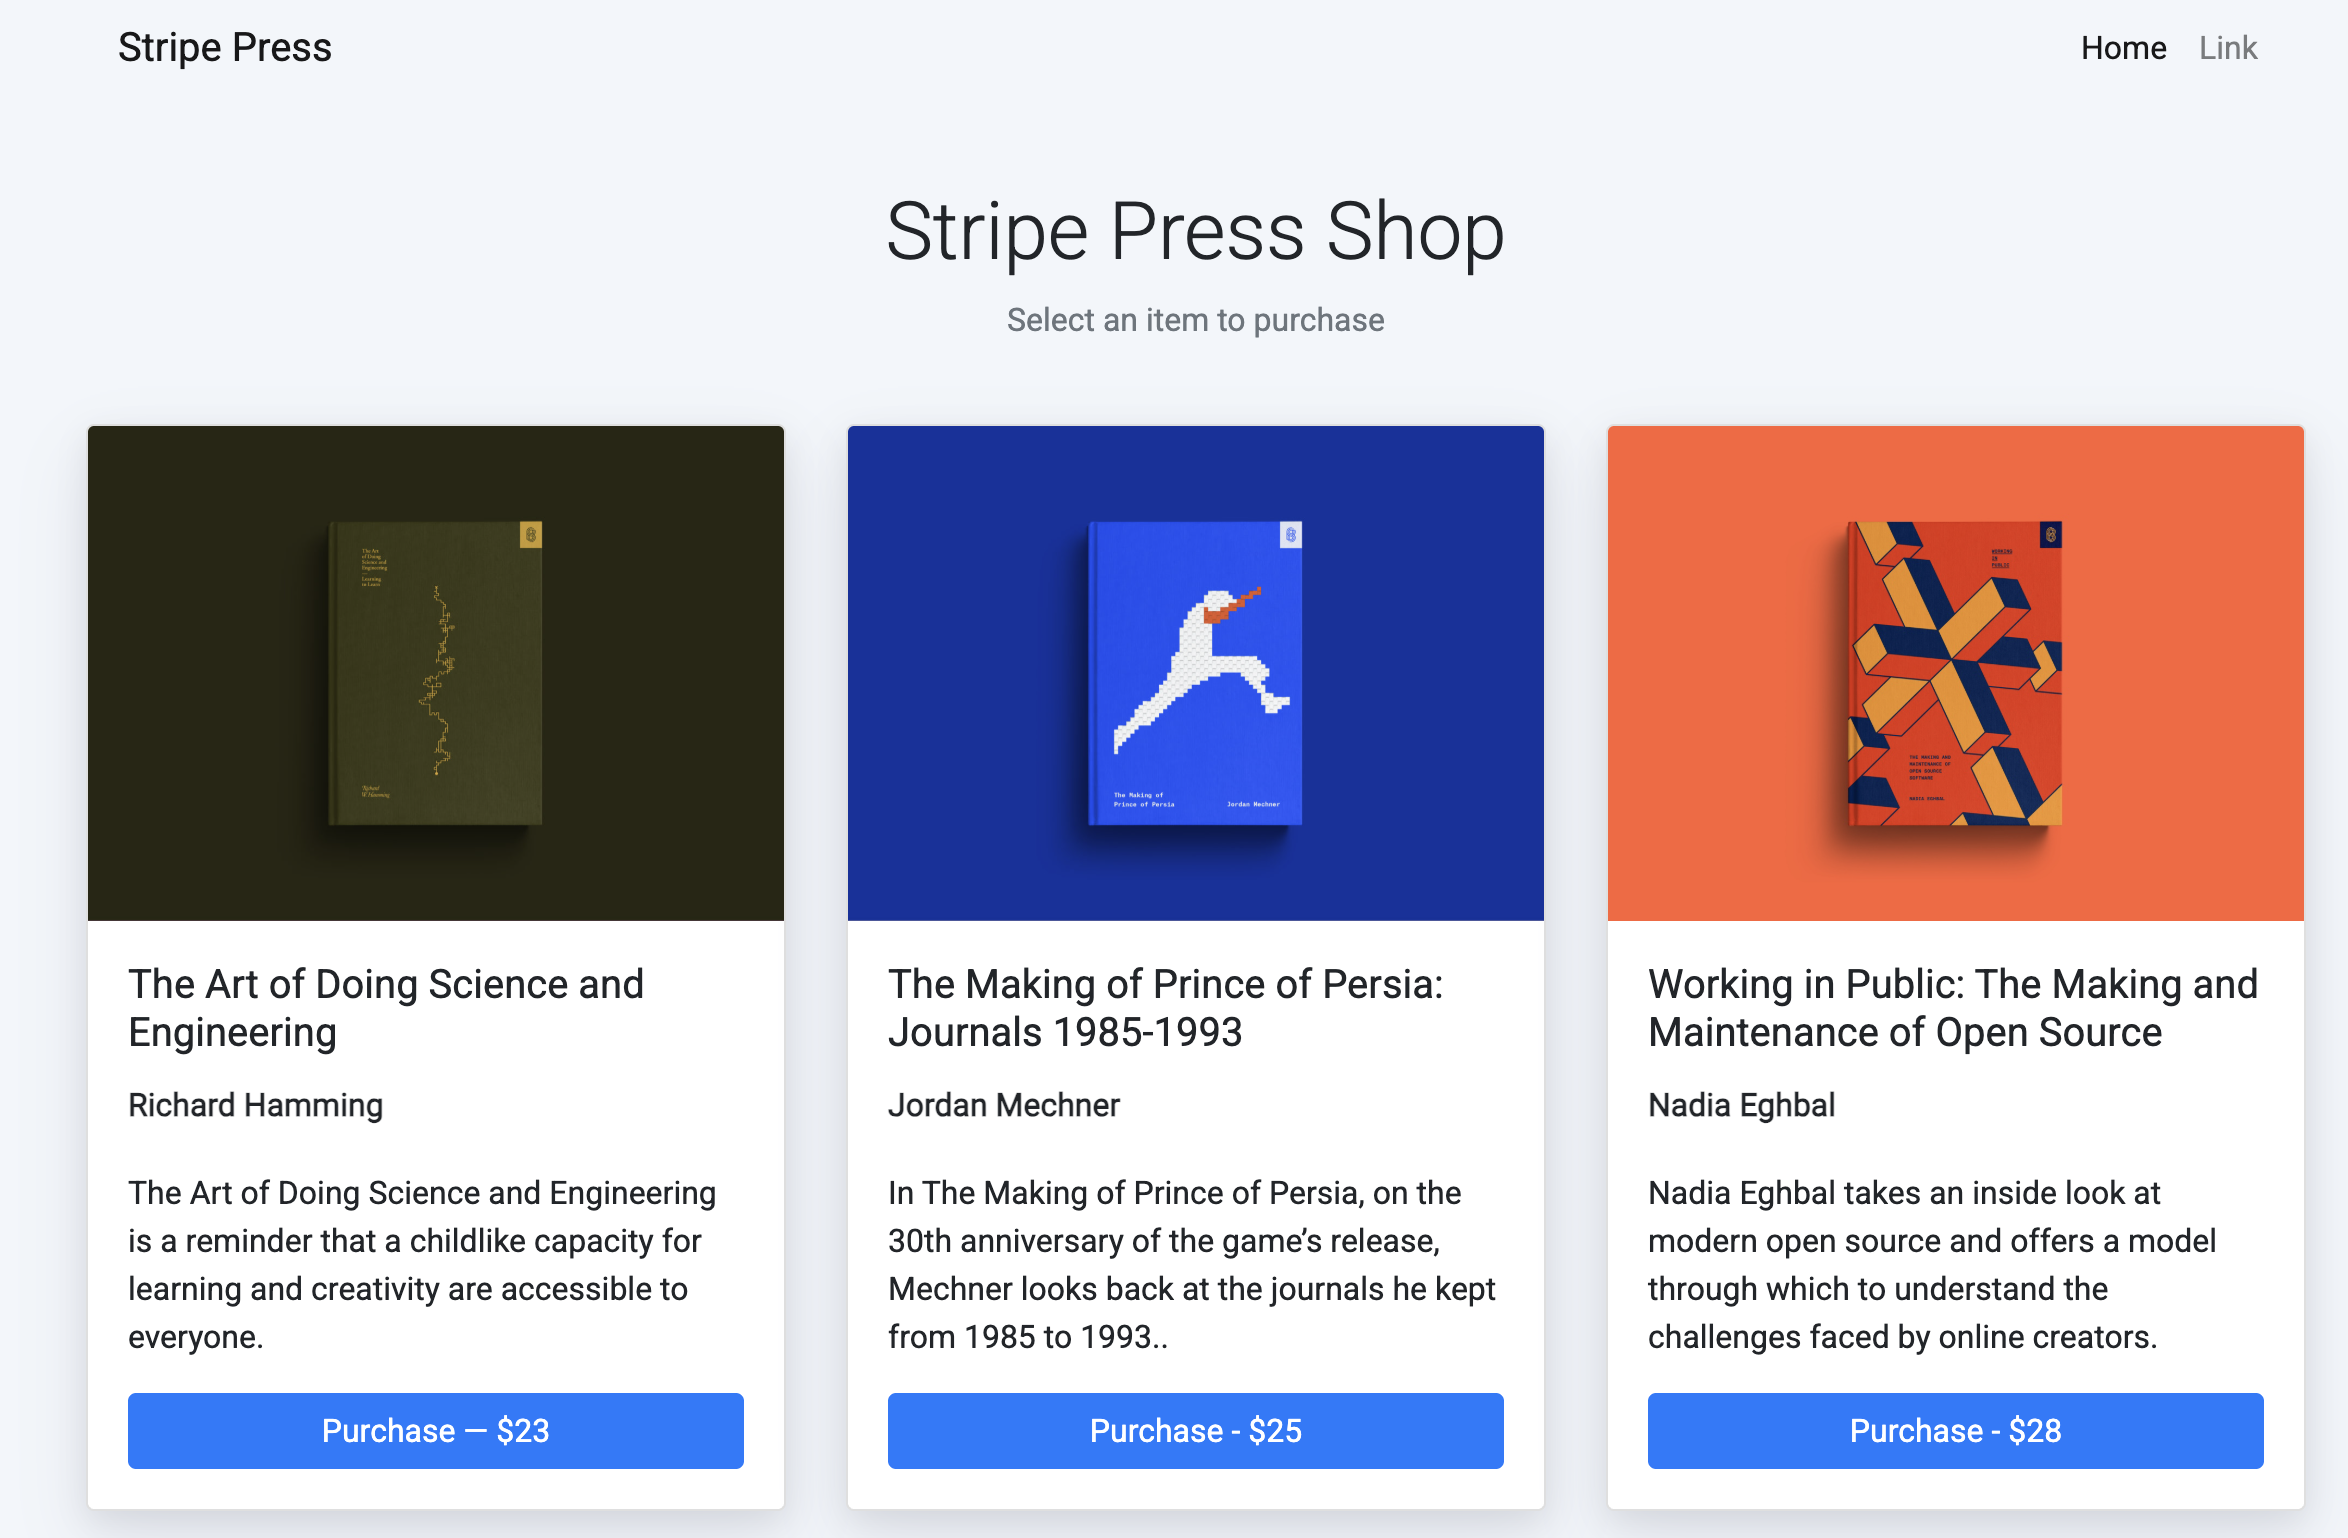 Stripe Press
Home Link
Stripe Press Shop
Select an item to purchase
The Art
of Doing
Science and
Engineering
Learning
to Learn
Richard
W. Hamming
The Making of
Prince of Persia
Jordan Mechner
WORKING
IN
PUBLIC
THE MAKING AND
MAINTENANCE OF
OPEN SOURCE
SOFTWARE
NADIA EGHBAL
The Art of Doing Science and
Engineering
Richard Hamming
The Art of Doing Science and Engineering
is a reminder that a childlike capacity for
learning and creativity are accessible to
everyone.
Purchase — $23
The Making of Prince of Persia:
Journals 1985-1993
Jordan Mechner
In The Making of Prince of Persia, on the
30th anniversary of the game’s release,
Mechner looks back at the journals he kept
from 1985 to 1993..
Purchase - $25
Working in Public: The Making and
Maintenance of Open Source
Nadia Eghbal
Nadia Eghbal takes an inside look at
modern open source and offers a model
through which to understand the
challenges faced by online creators.
Purchase - $28